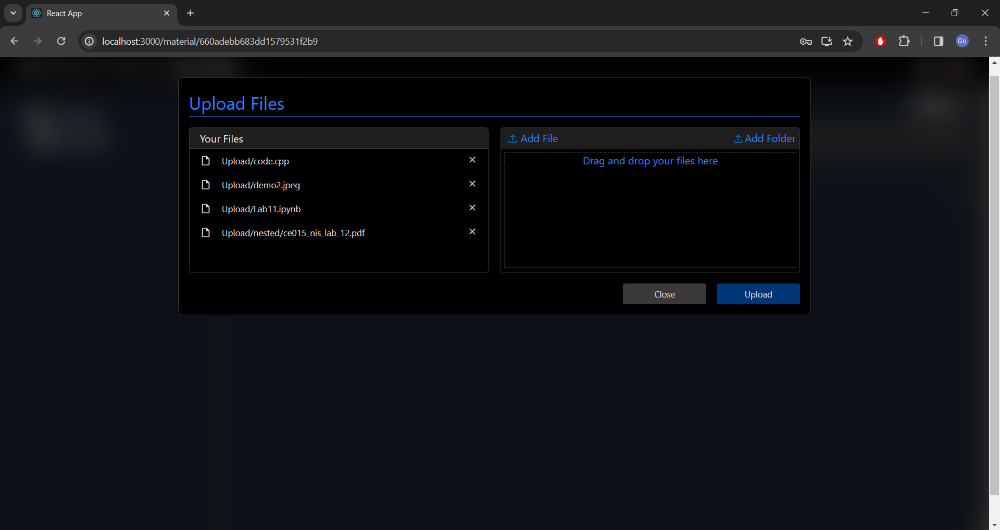 React App
localhost:3000/material/660adebb683dd1579531f2b9
Go
Upload Files
Your Files
Upload/code.cpp
Upload/demo2.jpeg
Upload/Lab11.ipynb
Upload/nested/ce015_nis_lab_12.pdf
Add File
Add Folder
Drag and drop your files here
Close
Upload